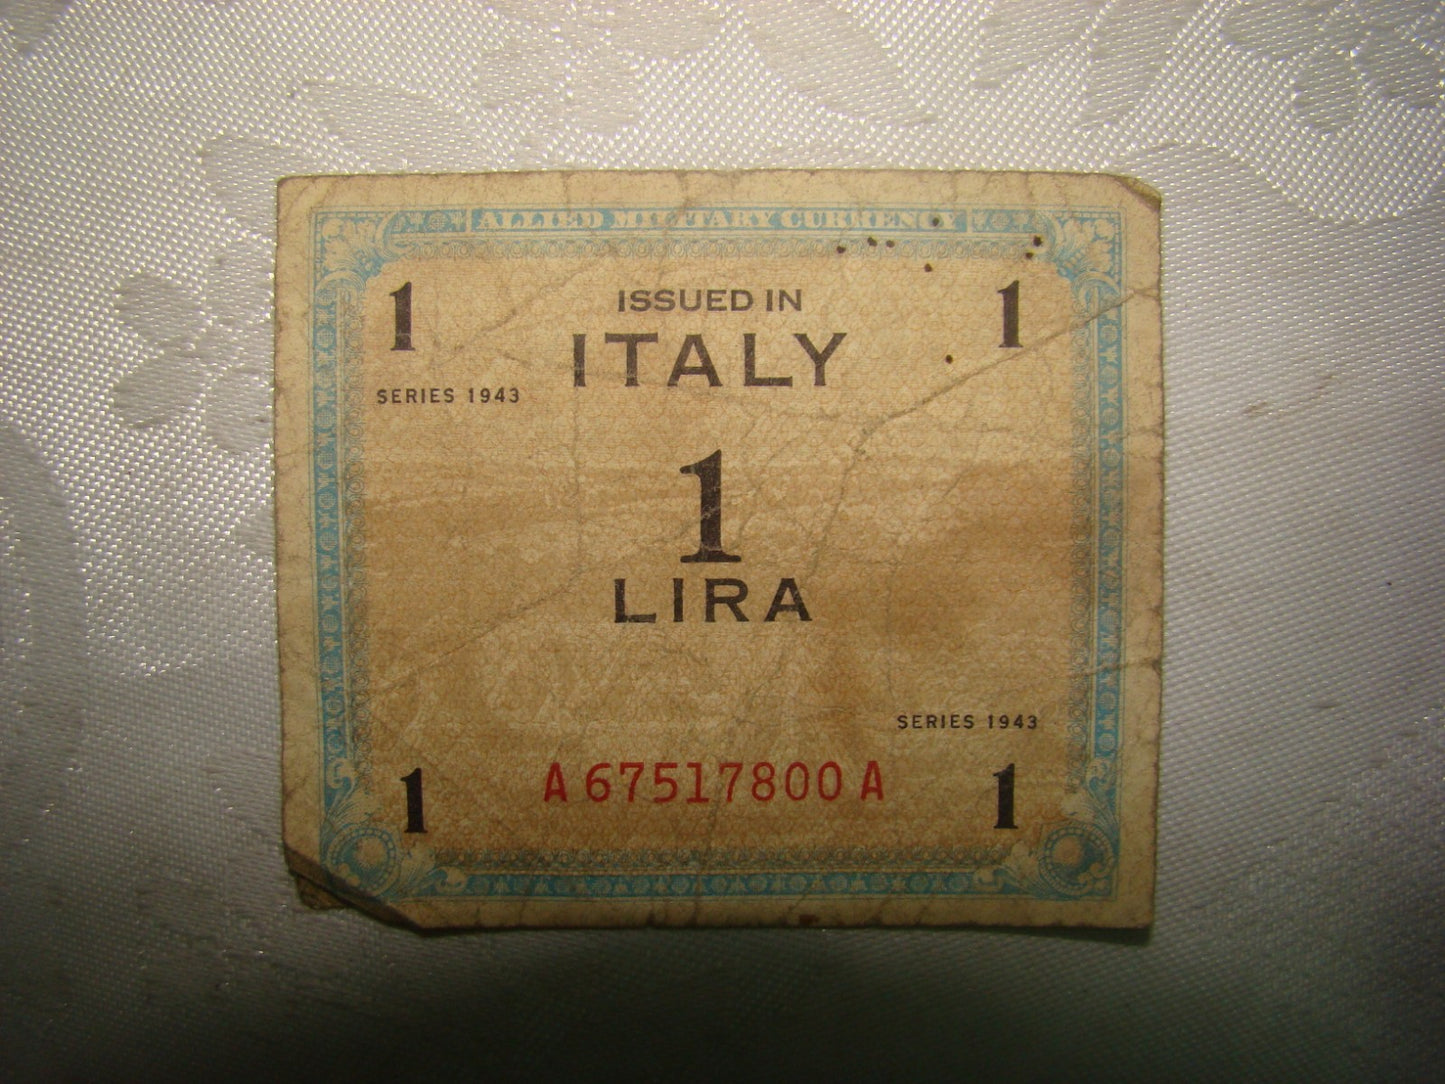 ALLIED MILITARY CURRENCY
1 ISSUED IN 1
ITALY
SERIES 1943
1
LIRA
SERIES 1943
1 A 67517800 A 1